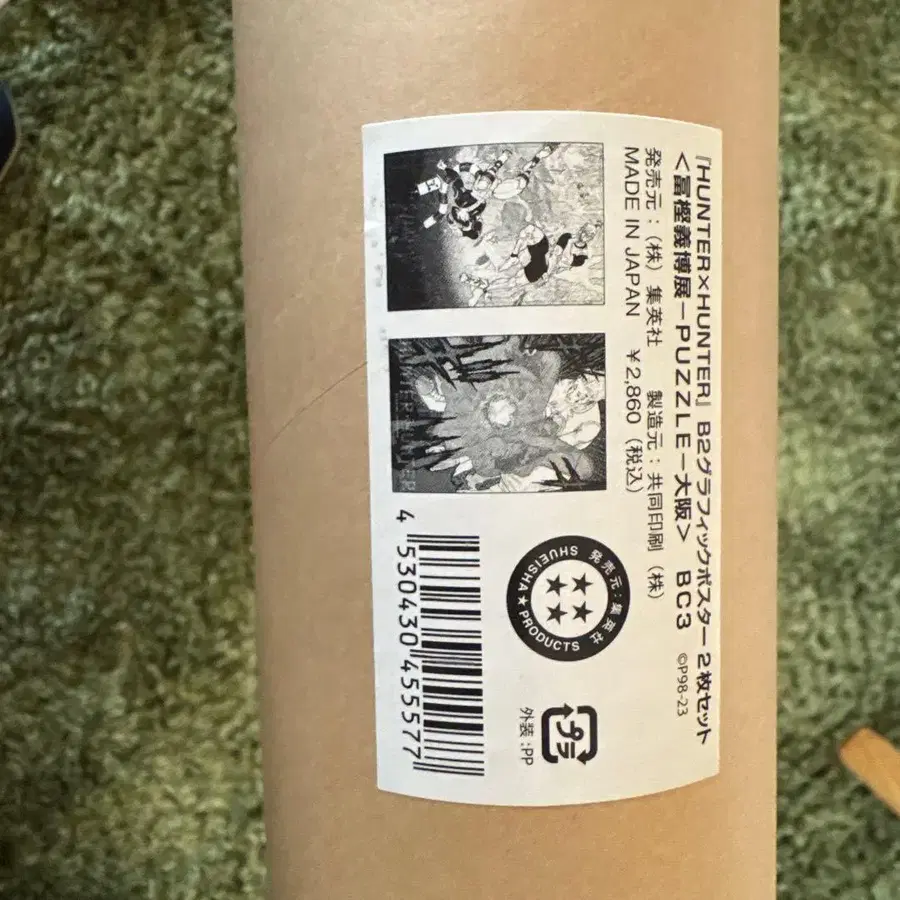 『HUNTER×HUNTER』 B2グラフィックポスター 2枚セット
＜冨樫義博展－PUZZLE－大阪＞ BC3 ©P98-23
発売元：（株）集英社 製造元：共同印刷（株）
MADE IN JAPAN ￥2,860（税込）
発売元：集英社
SHUEISHA★PRODUCTS
プラ
外装：PP
4 530430 455577